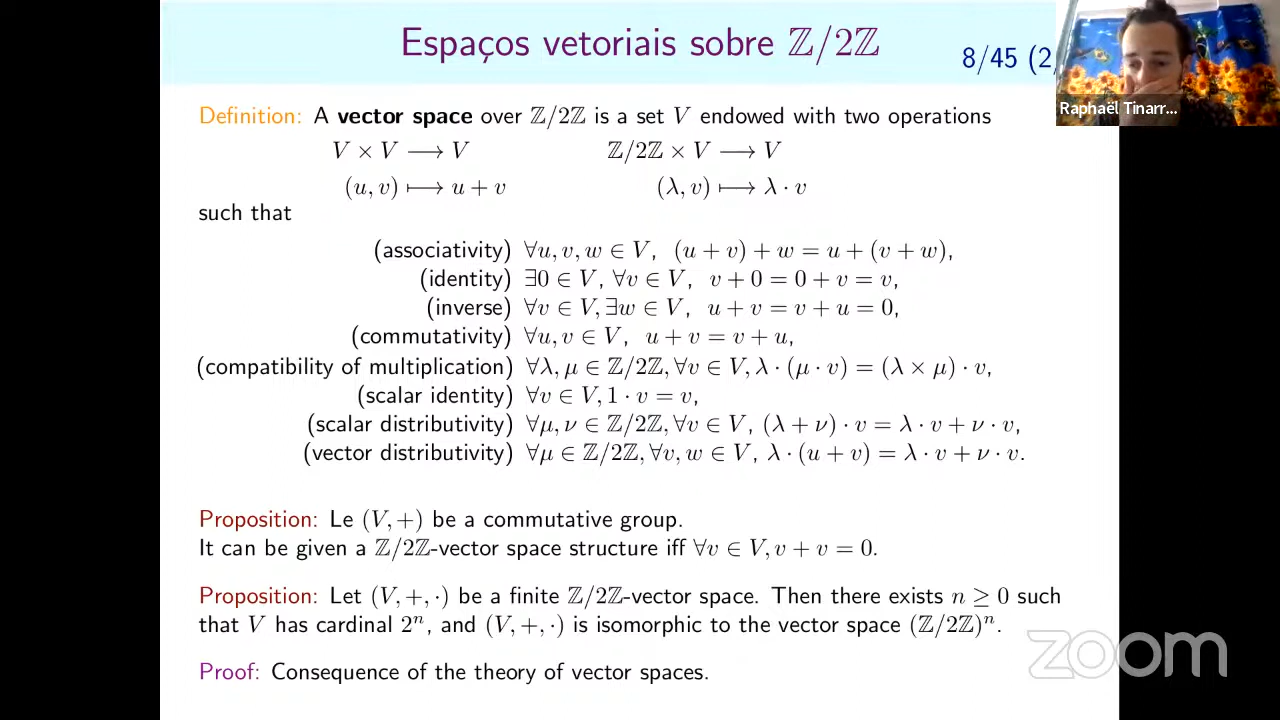 Espaços vetoriais sobre ℤ/2ℤ
8/45 (2/
Raphaël Tinarr...
Definition: A vector space over ℤ/2ℤ is a set V endowed with two operations
V × V ⟶ V    ℤ/2ℤ × V ⟶ V
(u, v) ⟼ u + v    (λ, v) ⟼ λ · v
such that
(associativity) ∀u, v, w ∈ V, (u + v) + w = u + (v + w),
(identity) ∃0 ∈ V, ∀v ∈ V, v + 0 = 0 + v = v,
(inverse) ∀v ∈ V, ∃w ∈ V, u + v = v + u = 0,
(commutativity) ∀u, v ∈ V, u + v = v + u,
(compatibility of multiplication) ∀λ, μ ∈ ℤ/2ℤ, ∀v ∈ V, λ · (μ · v) = (λ × μ) · v,
(scalar identity) ∀v ∈ V, 1 · v = v,
(scalar distributivity) ∀μ, ν ∈ ℤ/2ℤ, ∀v ∈ V, (λ + ν) · v = λ · v + ν · v,
(vector distributivity) ∀μ ∈ ℤ/2ℤ, ∀v, w ∈ V, λ · (u + v) = λ · v + ν · v.
Proposition: Le (V, +) be a commutative group.
It can be given a ℤ/2ℤ-vector space structure iff ∀v ∈ V, v + v = 0.
Proposition: Let (V, +, ·) be a finite ℤ/2ℤ-vector space. Then there exists n ≥ 0 such
that V has cardinal 2ⁿ, and (V, +, ·) is isomorphic to the vector space (ℤ/2ℤ)ⁿ.
Proof: Consequence of the theory of vector spaces.
zoom